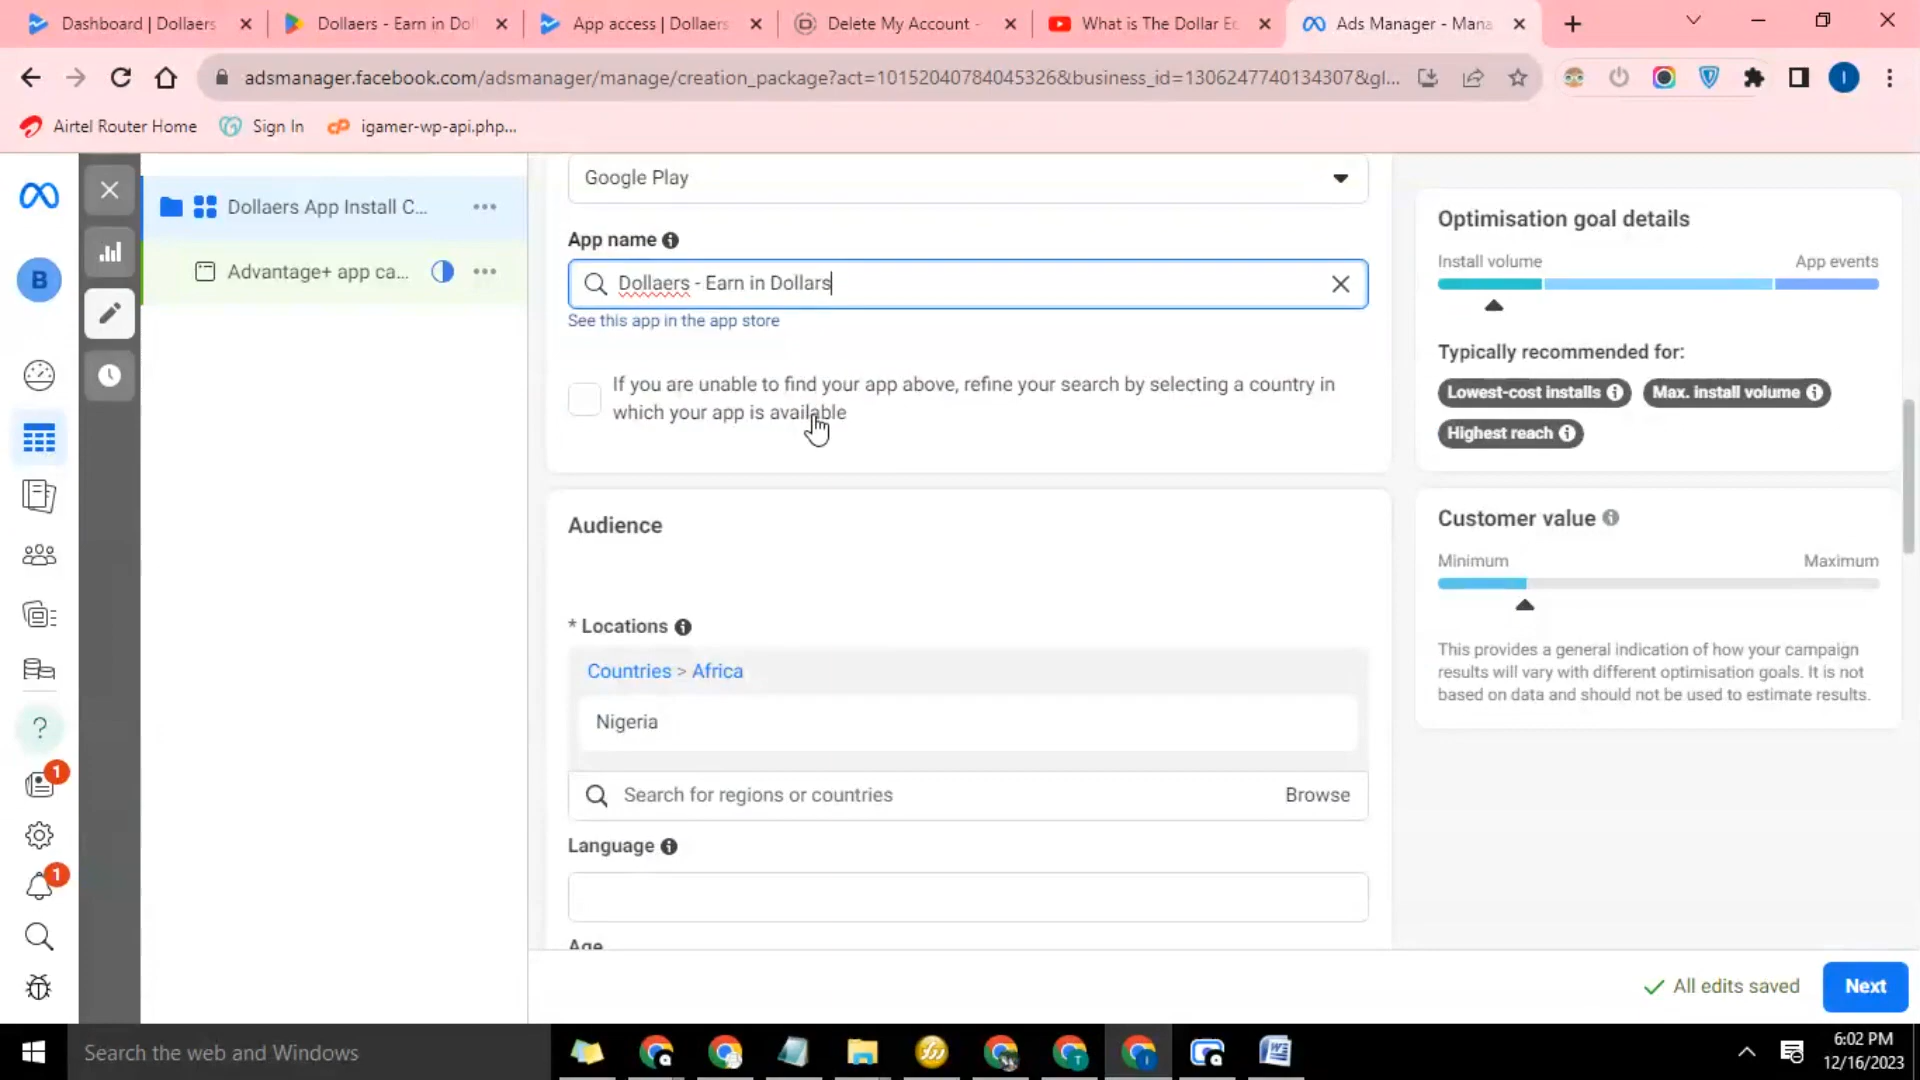 Dashboard | Dollaers
Dollaers - Earn in Dol
App access | Dollaers
Delete My Account -
What is The Dollar Ec
Ads Manager - Mana
adsmanager.facebook.com/adsmanager/manage/creation_package?act=10152040784045326&business_id=1306247740134307&gl...
I
Airtel Router Home
Sign In
igamer-wp-api.php...
B
Dollaers App Install C...
Advantage+ app ca...
Google Play
App name
Dollaers - Earn in Dollars
See this app in the app store
If you are unable to find your app above, refine your search by selecting a country in
which your app is available
Audience
* Locations
Countries > Africa
Nigeria
Search for regions or countries
Browse
Language
Age
Optimisation goal details
Install volume
App events
Typically recommended for:
Lowest-cost installs
Max. install volume
Highest reach
Customer value
Minimum
Maximum
This provides a general indication of how your campaign
results will vary with different optimisation goals. It is not
based on data and should not be used to estimate results.
1
1
All edits saved
Next
Search the web and Windows
6:02 PM
12/16/2023